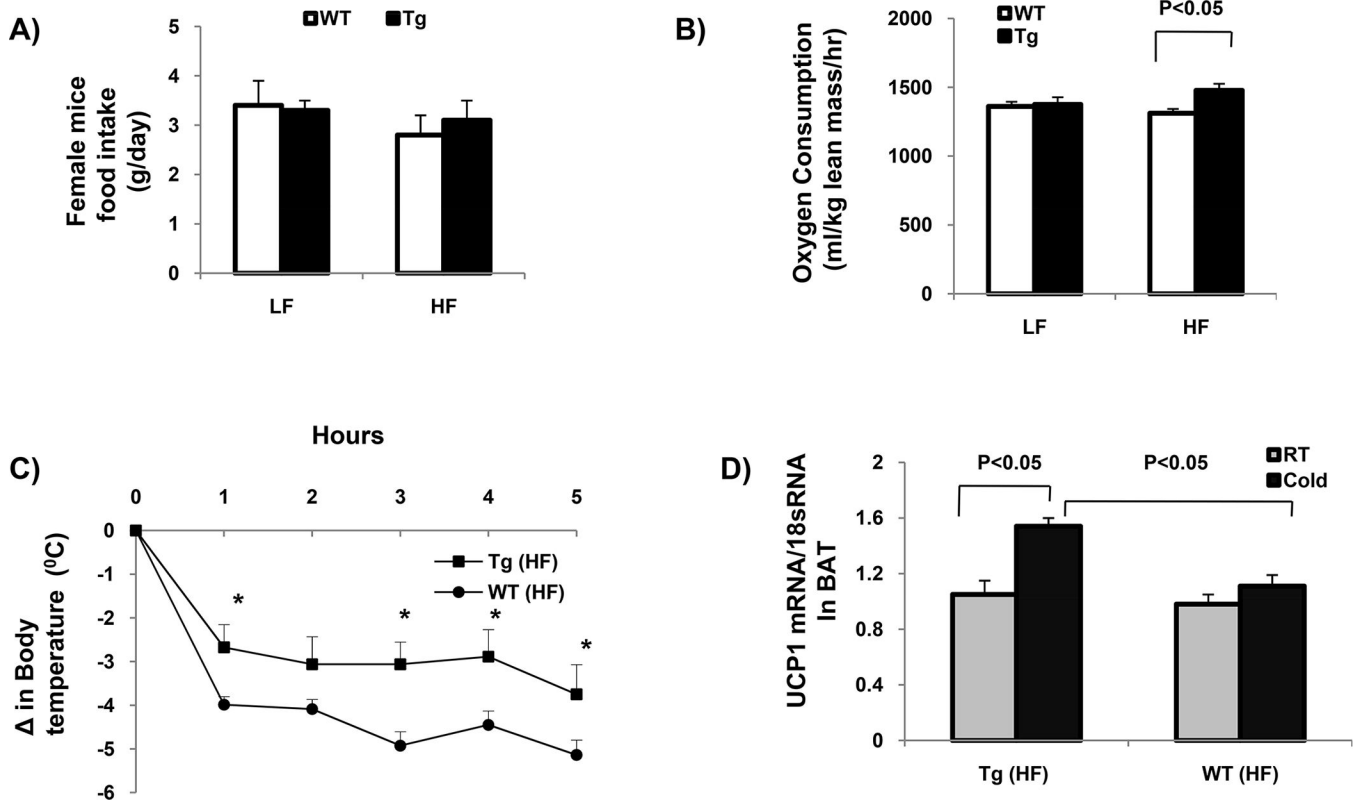 A)
WT Tg
Female mice
food intake
(g/day)
5
4
3
2
1
0
LF HF
B)
WT
Tg
P<0.05
Oxygen Consumption
(ml/kg lean mass/hr)
2000
1500
1000
500
0
LF HF
C)
Hours
0 1 2 3 4 5
Δ in Body
temperature (⁰C)
0
-1
-2
-3
-4
-5
-6
Tg (HF)
WT (HF)
* * * *
D)
RT
Cold
P<0.05 P<0.05
UCP1 mRNA/18sRNA
In BAT
2
1.6
1.2
0.8
0.4
0
Tg (HF) WT (HF)